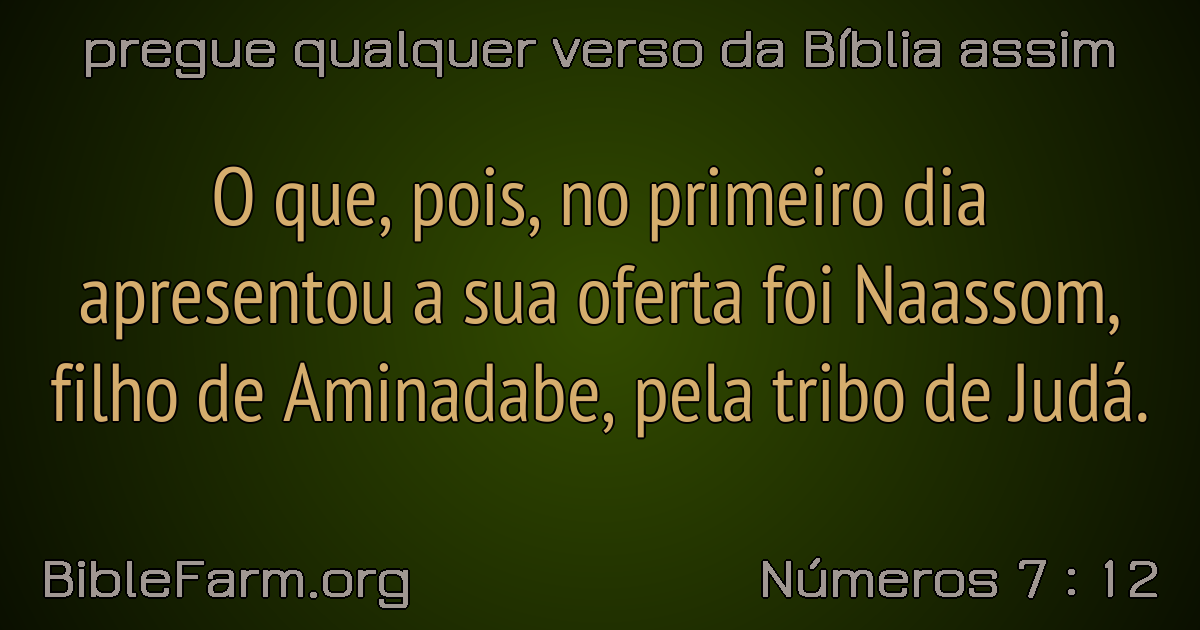 pregue qualquer verso da Bíblia assim
O que, pois, no primeiro dia
apresentou a sua oferta foi Naassom,
filho de Aminadabe, pela tribo de Judá.
BibleFarm.org
Números 7 : 12